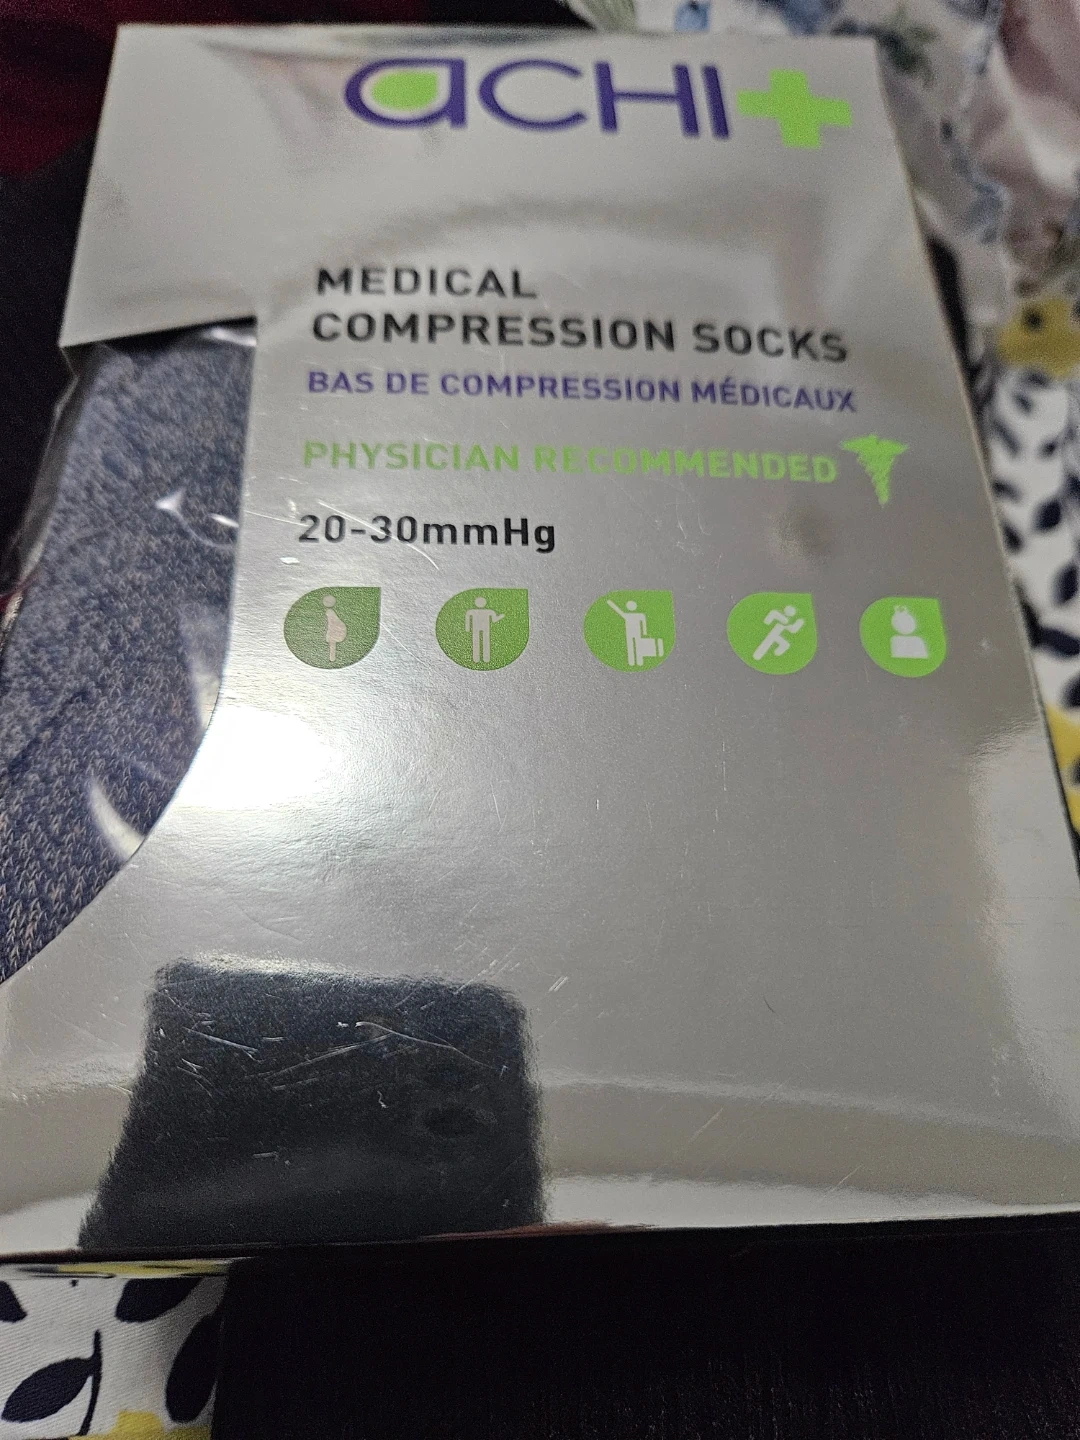 aCHI+
MEDICAL
COMPRESSION SOCKS
BAS DE COMPRESSION MÉDICAUX
PHYSICIAN RECOMMENDED
20-30mmHg